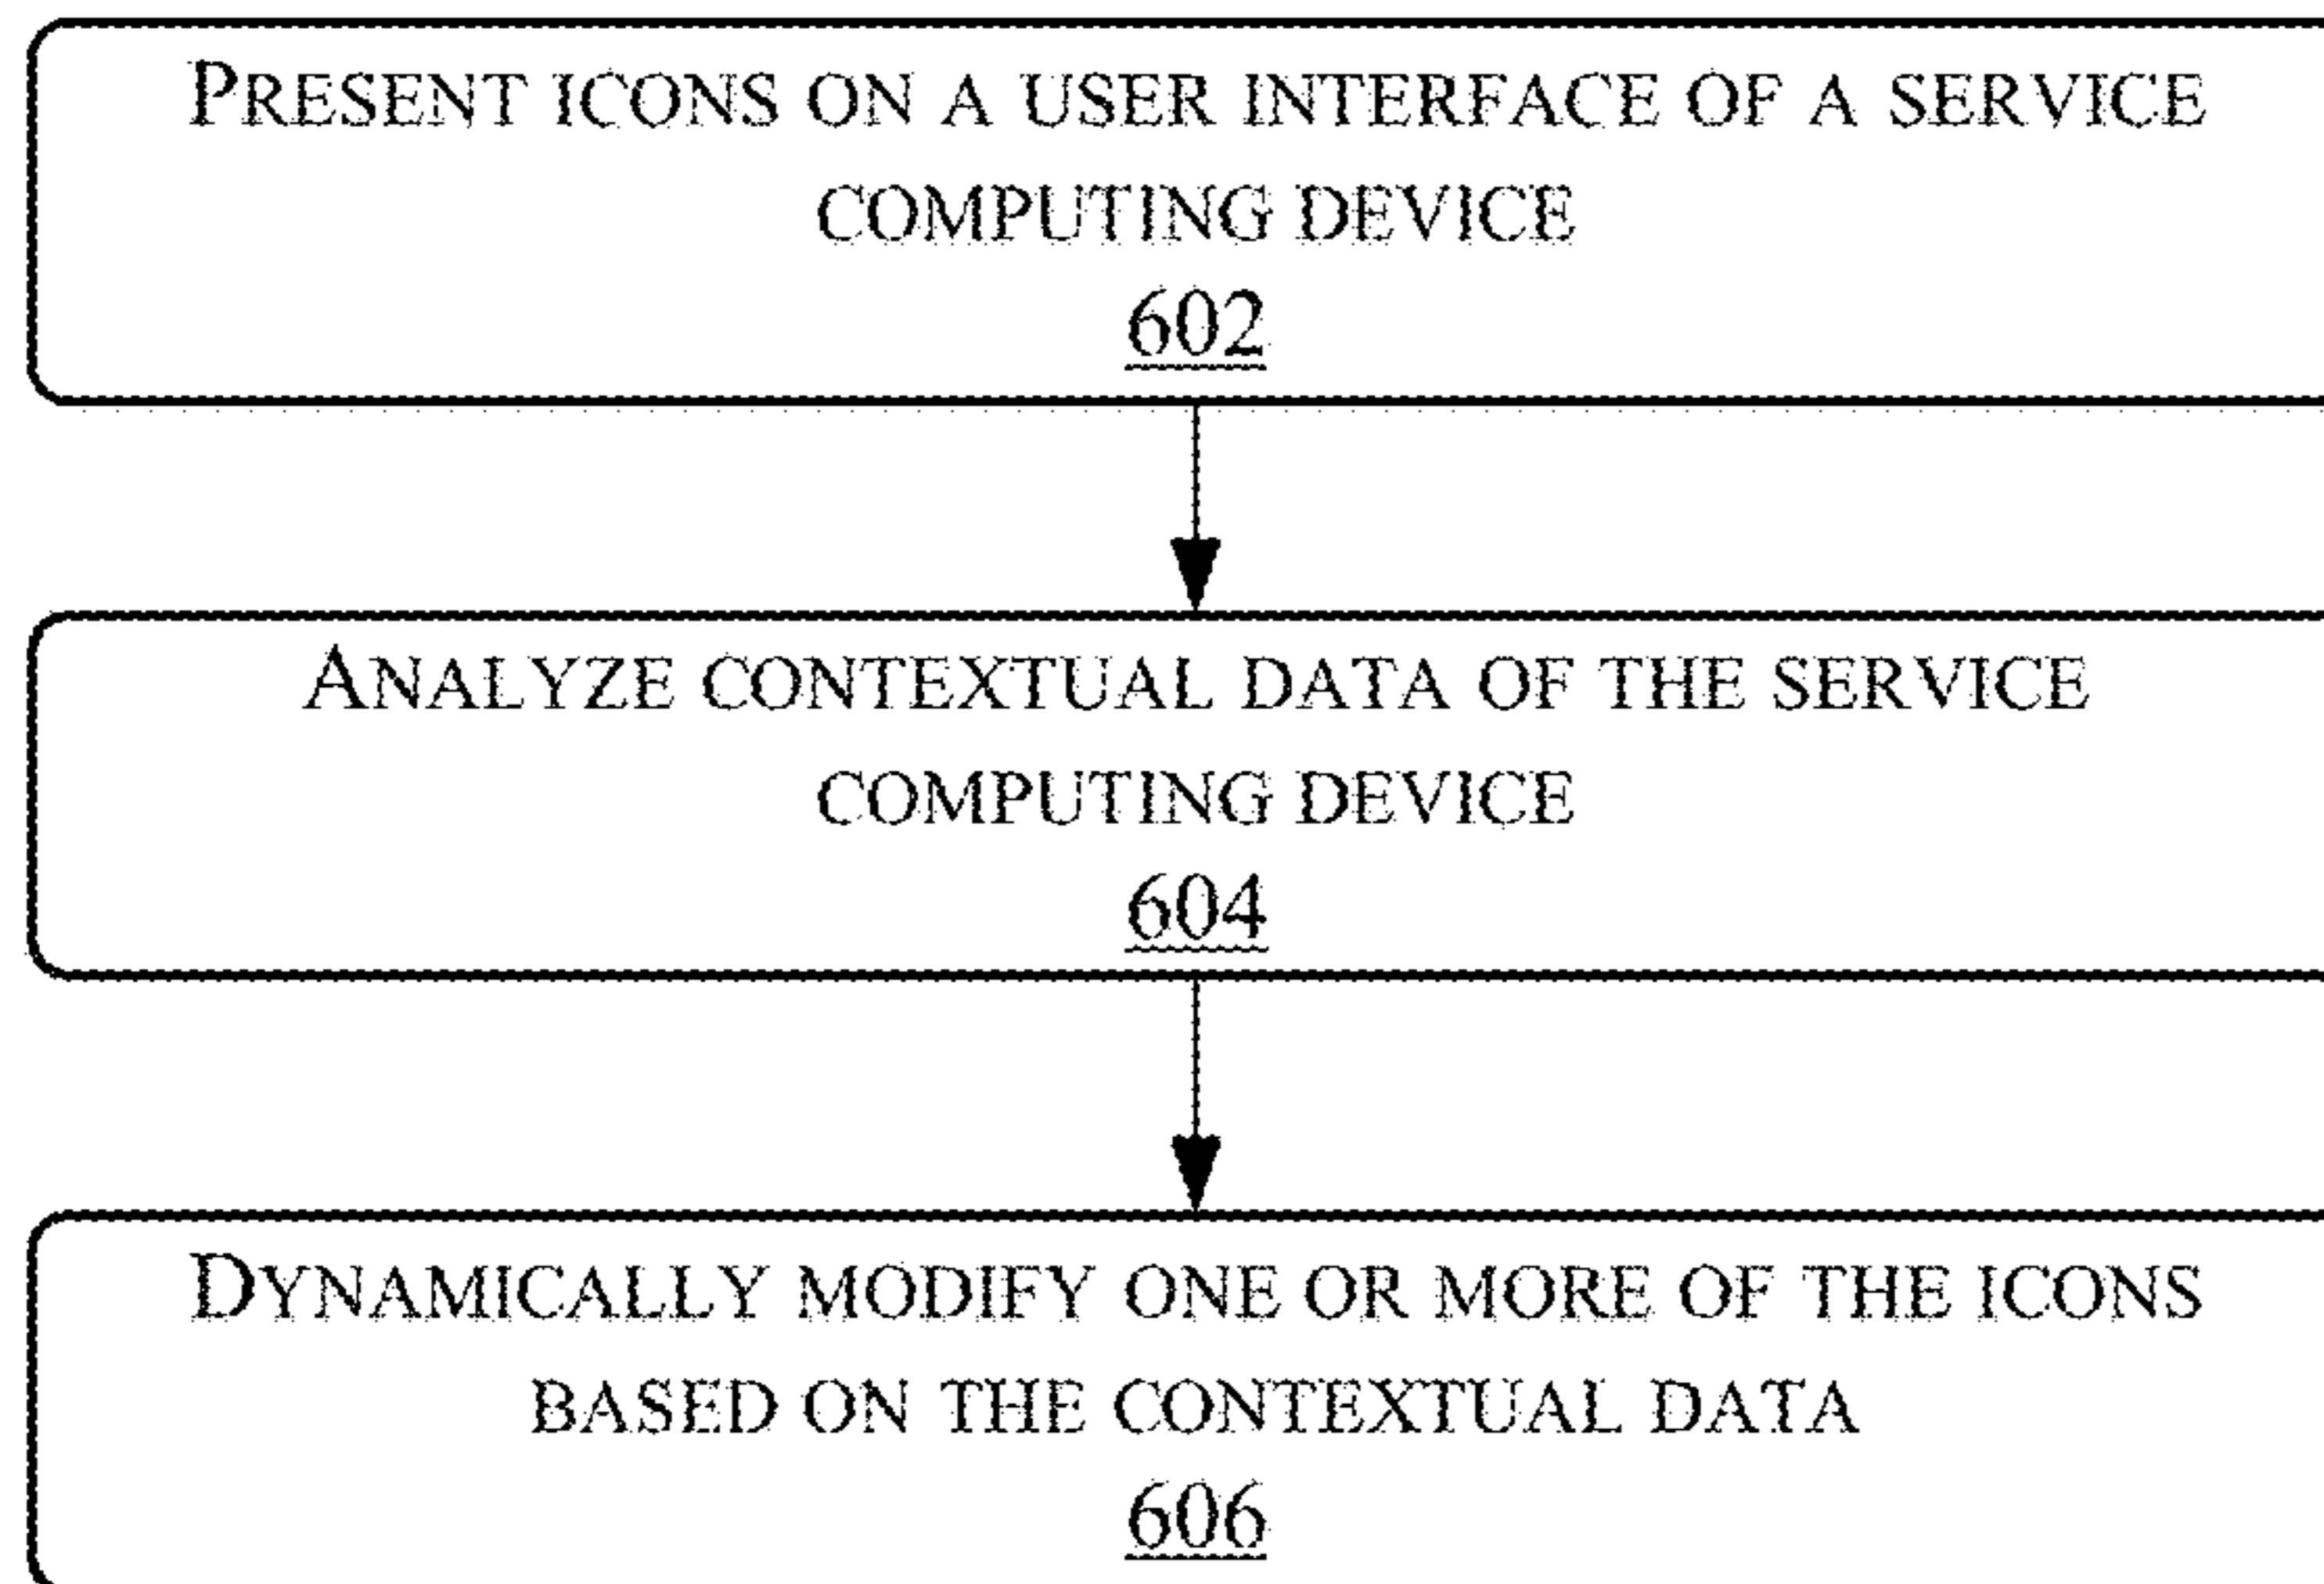 PRESENT ICONS ON A USER INTERFACE OF A SERVICE
COMPUTING DEVICE
602
ANALYZE CONTEXTUAL DATA OF THE SERVICE
COMPUTING DEVICE
604
DYNAMICALLY MODIFY ONE OR MORE OF THE ICONS
BASED ON THE CONTEXTUAL DATA
606